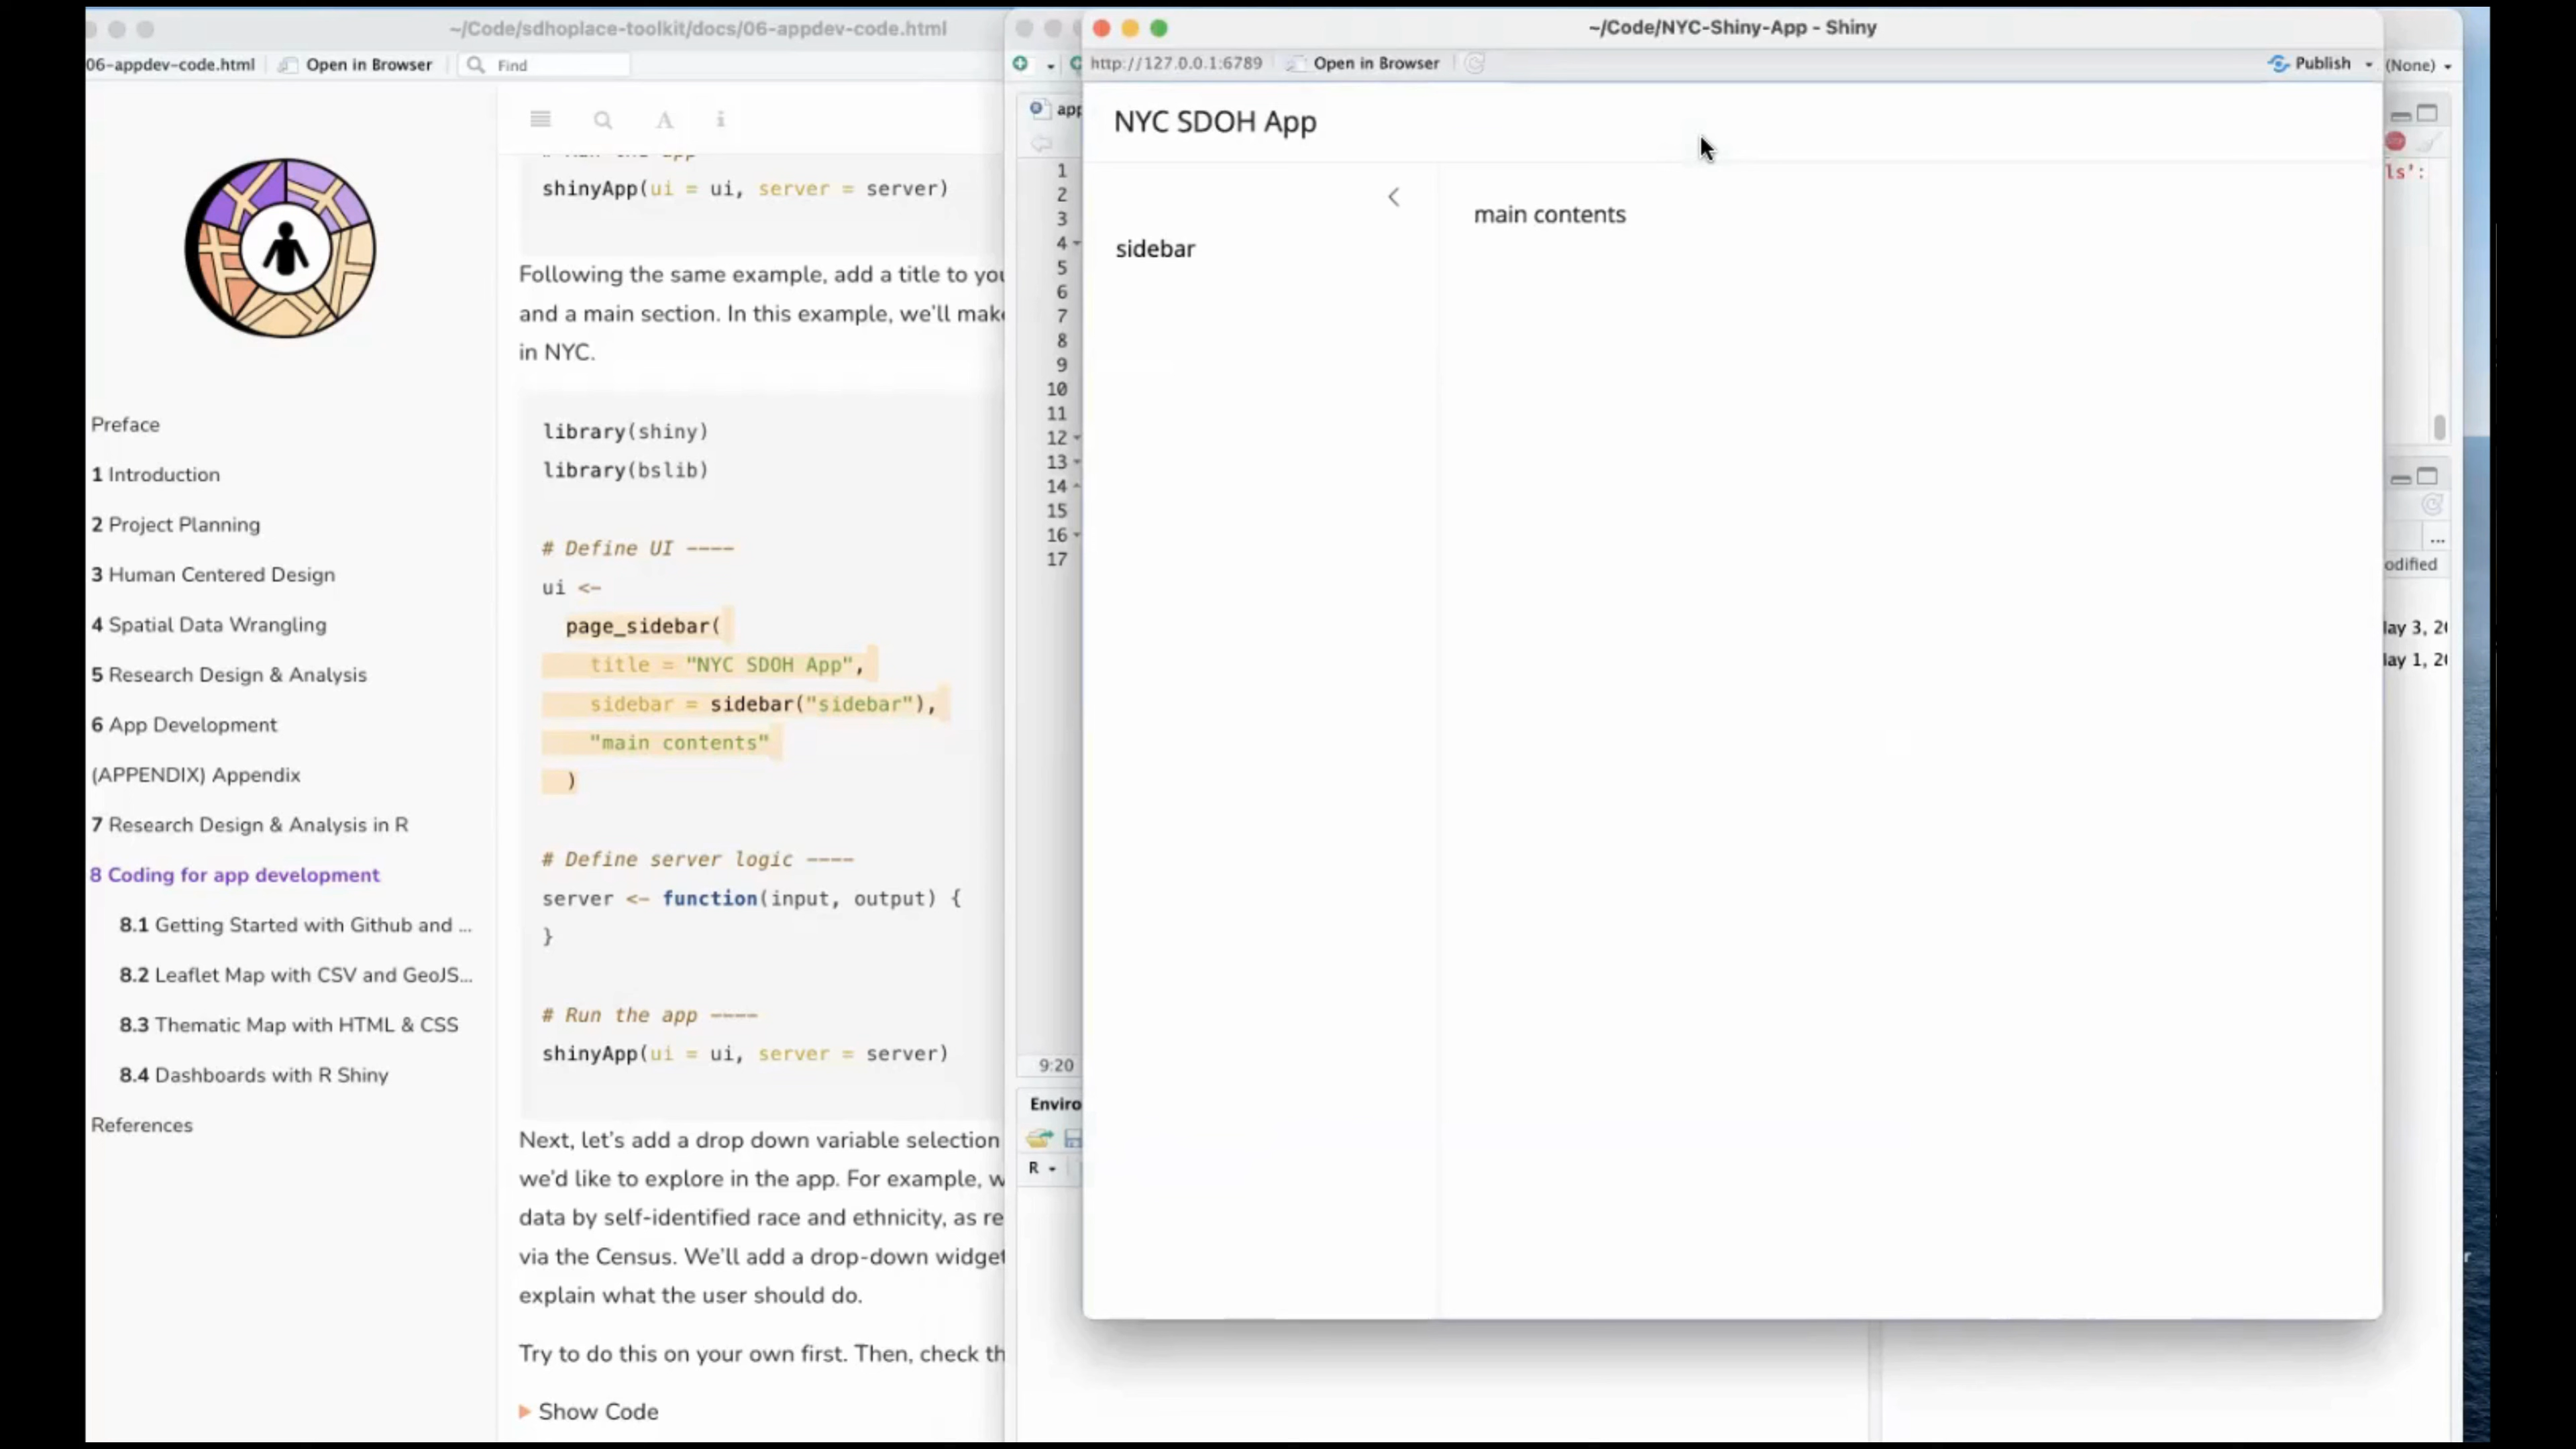 ~/Code/sdhoplace-toolkit/docs/06-appdev-code.html
06-appdev-code.html
Open in Browser
Find
A
i
Preface
1 Introduction
2 Project Planning
3 Human Centered Design
4 Spatial Data Wrangling
5 Research Design & Analysis
6 App Development
(APPENDIX) Appendix
7 Research Design & Analysis in R
8 Coding for app development
8.1 Getting Started with Github and ...
8.2 Leaflet Map with CSV and GeoJS...
8.3 Thematic Map with HTML & CSS
8.4 Dashboards with R Shiny
References
shinyApp(ui = ui, server = server)
Following the same example, add a title to you
and a main section. In this example, we'll make
in NYC.
library(shiny)
library(bslib)
# Define UI ----
ui <-
page_sidebar(
title = "NYC SDOH App",
sidebar = sidebar("sidebar"),
"main contents"
)
# Define server logic ----
server <- function(input, output) {
}
# Run the app ----
shinyApp(ui = ui, server = server)
Next, let's add a drop down variable selection
we'd like to explore in the app. For example, w
data by self-identified race and ethnicity, as re
via the Census. We'll add a drop-down widget
explain what the user should do.
Try to do this on your own first. Then, check th
Show Code
app
1
2
3
4
5
6
7
8
9
10
11
12
13
14
15
16
17
9:20
Enviro
R
~/Code/NYC-Shiny-App - Shiny
http://127.0.0.1:6789
Open in Browser
Publish
(None)
NYC SDOH App
sidebar
main contents
ls':
...
odified
lay 3, 20
lay 1, 20
r